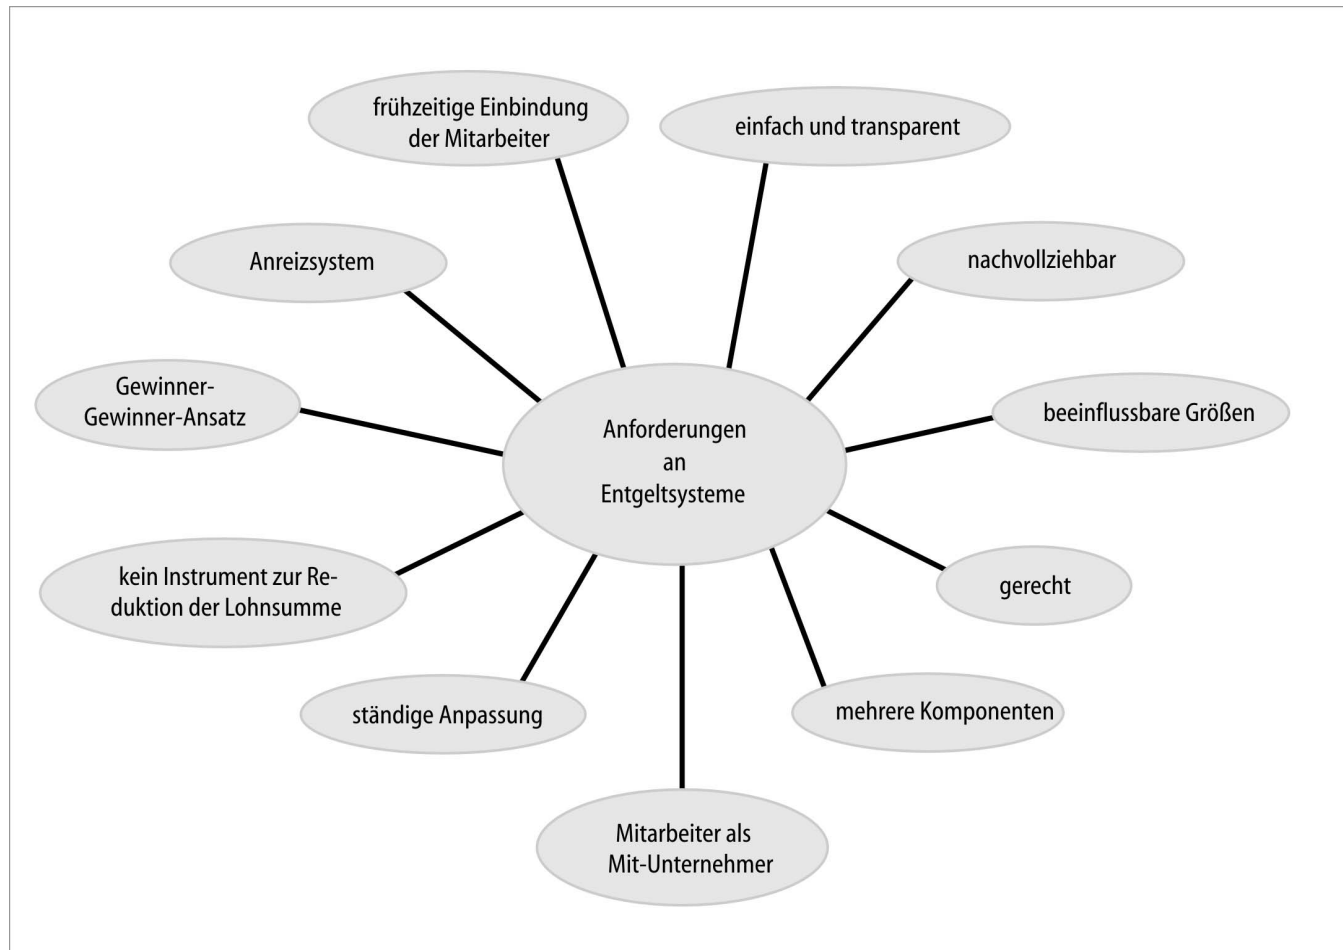 frühzeitige Einbindung
der Mitarbeiter
einfach und transparent
Anreizsystem
nachvollziehbar
Gewinner-
Gewinner-Ansatz
beeinflussbare Größen
Anforderungen
an
Entgeltsysteme
kein Instrument zur Re-
duktion der Lohnsumme
gerecht
ständige Anpassung
mehrere Komponenten
Mitarbeiter als
Mit-Unternehmer